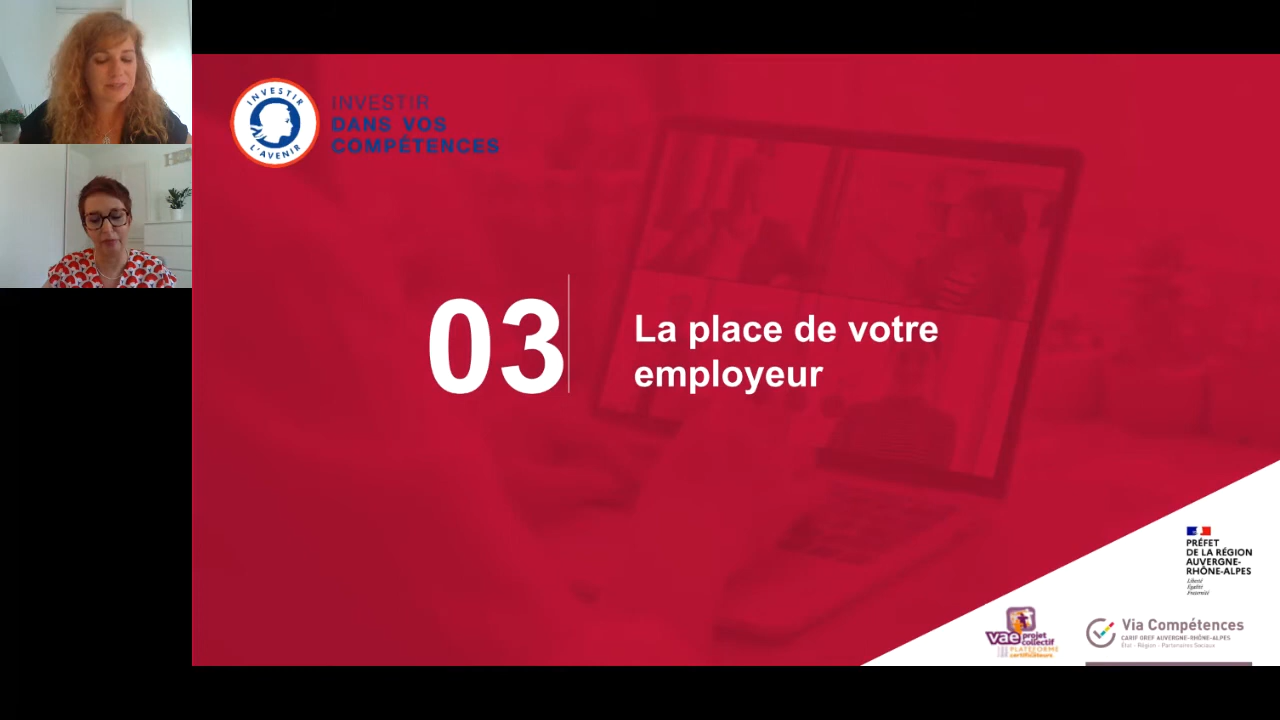 INVESTIR
L'AVENIR
INVESTIR
DANS VOS
COMPÉTENCES
03
La place de votre
employeur
PRÉFET
DE LA RÉGION
AUVERGNE-
RHÔNE-ALPES
Liberté
Égalité
Fraternité
vae projet
collectif
PLATEFORME
certificateurs
Via Compétences
CARIF OREF AUVERGNE-RHÔNE-ALPES
État - Région - Partenaires Sociaux